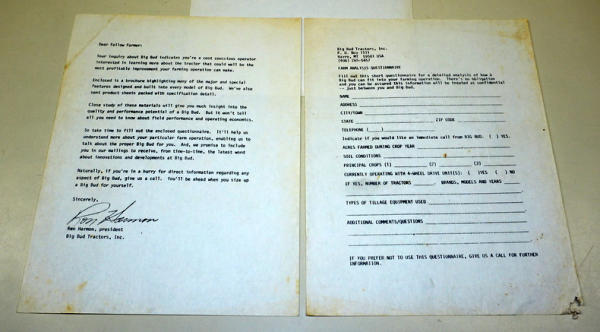 Dear Fellow Farmer:
Your inquiry about Big Bud indicates you're a cost conscious operator
interested in learning more about the tractor that could well be the
most profitable improvement your farming operation can make.
Enclosed is a brochure highlighting many of the major and special
features designed and built into every model of Big Bud. We've also
sent product sheets packed with specification detail.
Close study of these materials will give you much insight into the
quality and performance potential of a Big Bud. But it won't tell
all you need to know about field performance and operating economics.
So take time to fill out the enclosed questionnaire. It'll help us
understand more about your particular farm operation, enabling us to
talk about the proper Big Bud for you. And, we promise to include
you in our mailings to receive, from time-to-time, the latest word
about innovations and developments at Big Bud.
Naturally, if you're in a hurry for direct information regarding any
aspect of Big Bud, give us a call. You'll be ahead when you size up
a Big Bud for yourself.
Sincerely,
Ron Harmon
Ron Harmon, president
Big Bud Tractors, Inc.
Big Bud Tractors, Inc.
P. O. Box 1111
Havre, MT 59501 USA
(406) 265-5457
FARM ANALYSIS QUESTIONNAIRE
Fill out this short questionnaire for a detailed analysis of how a
Big Bud can fit into your farming operation. There's no obligation
and you can be assured this information will be treated as confidential
-- just between you and Big Bud.
NAME
ADDRESS
CITY/TOWN
STATE ZIP CODE
TELEPHONE ( )
Indicate if you would like an immediate call from BIG BUD. ( ) YES.
ACRES FARMED DURING CROP YEAR
SOIL CONDITIONS
PRINCIPAL CROPS (1) (2) (3)
CURRENTLY OPERATING WITH 4-WHEEL DRIVE UNIT(S): ( )YES ( ) NO
IF YES, NUMBER OF TRACTORS , BRANDS, MODELS AND YEARS
TYPES OF TILLAGE EQUIPMENT USED
ADDITIONAL COMMENTS/QUESTIONS
IF YOU PREFER NOT TO USE THIS QUESTIONNAIRE, GIVE US A CALL FOR FURTHER
INFORMATION.